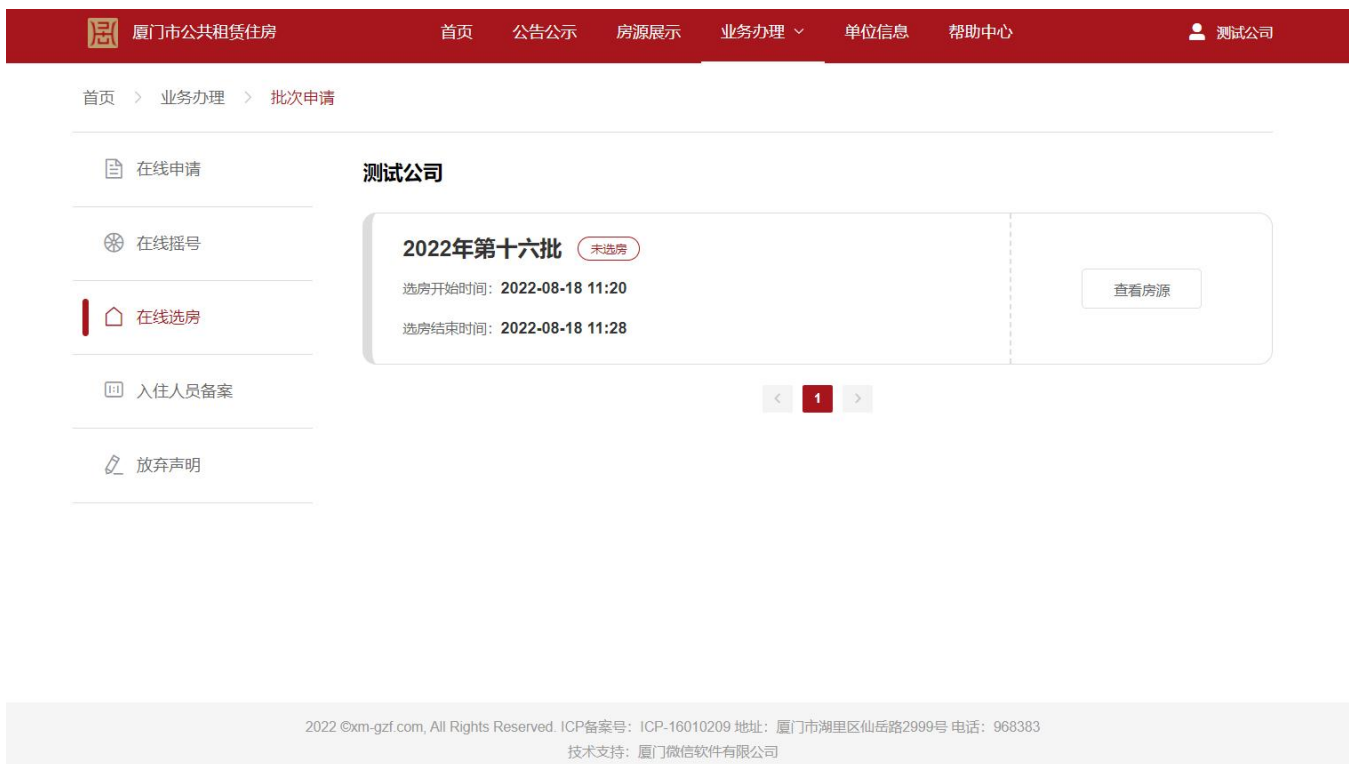 厦门市公共租赁住房 首页 公告公示 房源展示 业务办理 单位信息 帮助中心 测试公司
首页 > 业务办理 > 批次申请
在线申请
在线摇号
在线选房
入住人员备案
放弃声明
测试公司
2022年第十六批 未选房
选房开始时间：2022-08-18 11:20
选房结束时间：2022-08-18 11:28
查看房源
< 1 >
2022 ©xm-gzf.com, All Rights Reserved. ICP备案号：ICP-16010209 地址：厦门市湖里区仙岳路2999号 电话：968383
技术支持：厦门微信软件有限公司